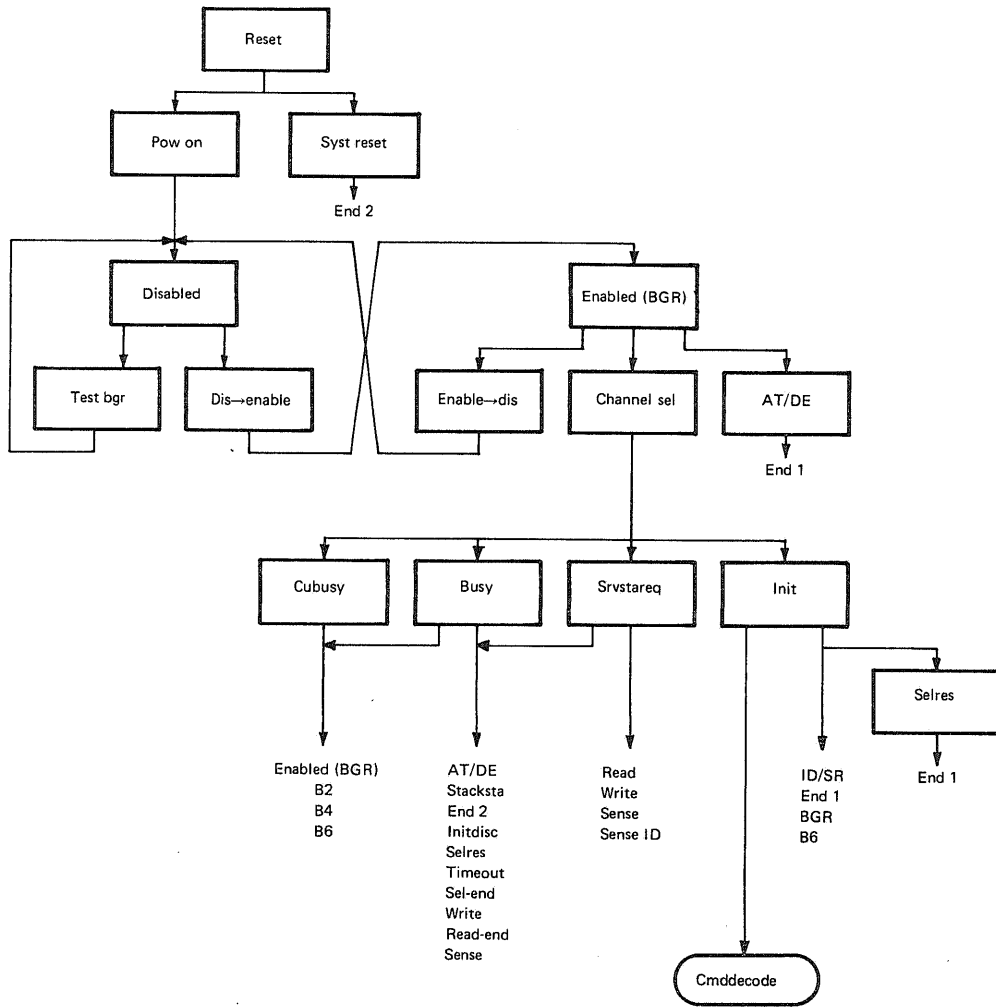 Reset
Pow on
Syst reset
End 2
Disabled
Enabled (BGR)
Test bgr
Dis→enable
Enable→dis
Channel sel
AT/DE
End 1
Cubusy
Busy
Srvstareq
Init
Selres
End 1
Enabled (BGR)
B2
B4
B6
AT/DE
Stacksta
End 2
Initdisc
Selres
Timeout
Sel-end
Write
Read-end
Sense
Read
Write
Sense
Sense ID
ID/SR
End 1
BGR
B6
Cmddecode